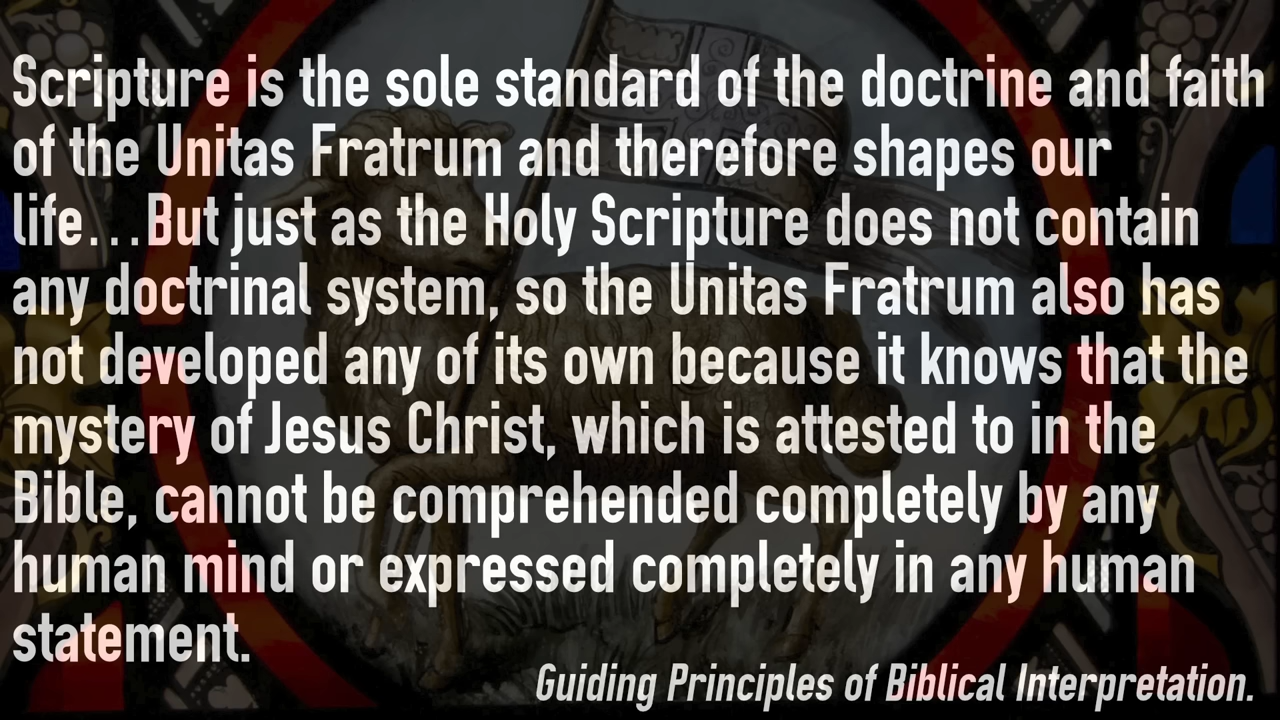 Scripture is the sole standard of the doctrine and faith
of the Unitas Fratrum and therefore shapes our
life...But just as the Holy Scripture does not contain
any doctrinal system, so the Unitas Fratrum also has
not developed any of its own because it knows that the
mystery of Jesus Christ, which is attested to in the
Bible, cannot be comprehended completely by any
human mind or expressed completely in any human
statement.
Guiding Principles of Biblical Interpretation.